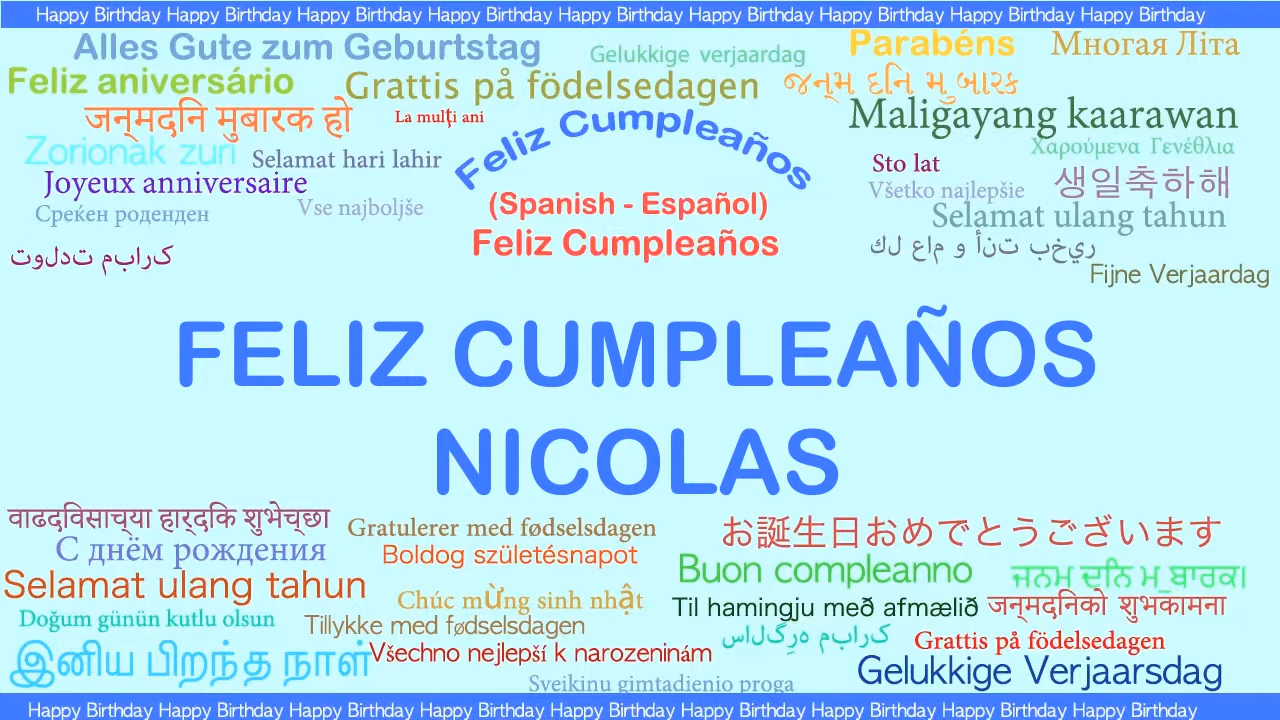 Happy Birthday Happy Birthday Happy Birthday Happy Birthday Happy Birthday Happy Birthday Happy Birthday Happy Birthday Happy Birthday
Alles Gute zum Geburtstag
Gelukkige verjaardag
Parabéns
Многая Літа
Feliz aniversário
Grattis på födelsedagen
જન્મ દનિ મુબારક
जन्मदनि मुबारक हो
La mulţi ani
Feliz Cumpleaños
Maligayang kaarawan
Zorionak zuri
Selamat hari lahir
Sto lat
Χαρούμενα Γενέθλια
Joyeux anniversaire
Všetko najlepšie
생일축하해
Среќен роденден
Vse najboljše
(Spanish - Español)
Selamat ulang tahun
Feliz Cumpleaños
تولدت مبارک
كل عام و أنت بخير
Fijne Verjaardag
FELIZ CUMPLEAÑOS
NICOLAS
वाढदविसाच्या हार्दकि शुभेच्छा
Gratulerer med fødselsdagen
お誕生日おめでとうございます
С днём рождения
Boldog születésnapot
Selamat ulang tahun
Buon compleanno
ਜਨਮ ਦਨਿ ਮੁਬਾਰਕ।
Chúc mừng sinh nhật
Til hamingju með afmælið
जन्मदनिको शुभकामना
Doğum günün kutlu olsun
Tillykke med fødselsdagen
سالگرہ مبارک
Grattis på födelsedagen
இனிய பிறந்த நாள்
Všechno nejlepší k narozeninám
Gelukkige Verjaarsdag
Sveikinu gimtadienio proga
Happy Birthday Happy Birthday Happy Birthday Happy Birthday Happy Birthday Happy Birthday Happy Birthday Happy Birthday Happy Birthday